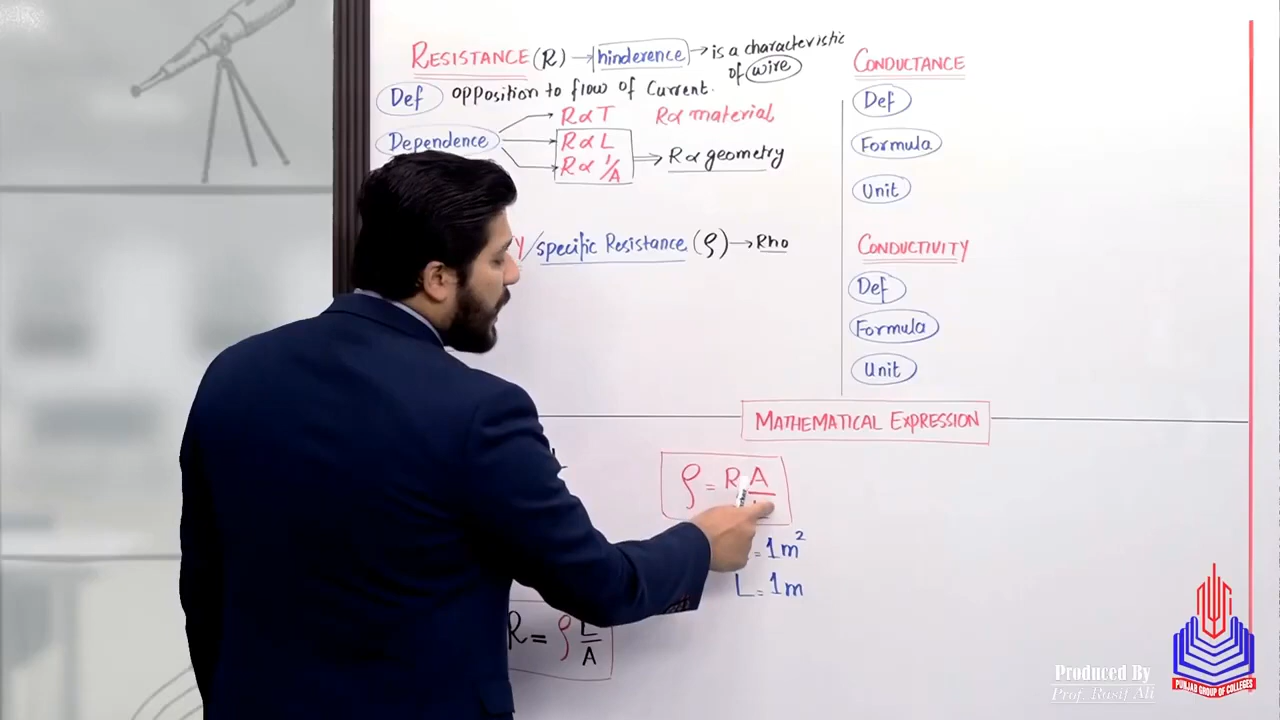 RESISTANCE (R) → hinderence → is a characteristic
of wire
Def opposition to flow of Current.
Dependence
R∝T R∝material
R∝L
R∝1/A
R∝geometry
Y/specific Resistance (ρ) → Rho
CONDUCTANCE
Def
Formula
Unit
CONDUCTIVITY
Def
Formula
Unit
MATHEMATICAL EXPRESSION
ρ = R A
= 1m²
L = 1m
R = ρ L/A
Produced By
Prof. Rasif Ali
PUNJAB GROUP OF COLLEGES